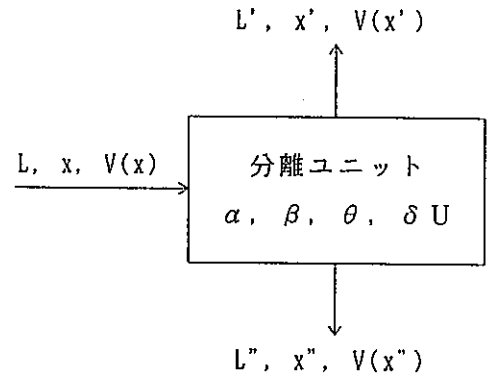 L', x', V(x')
L, x, V(x)
分離ユニット
α, β, θ, δU
L", x", V(x")